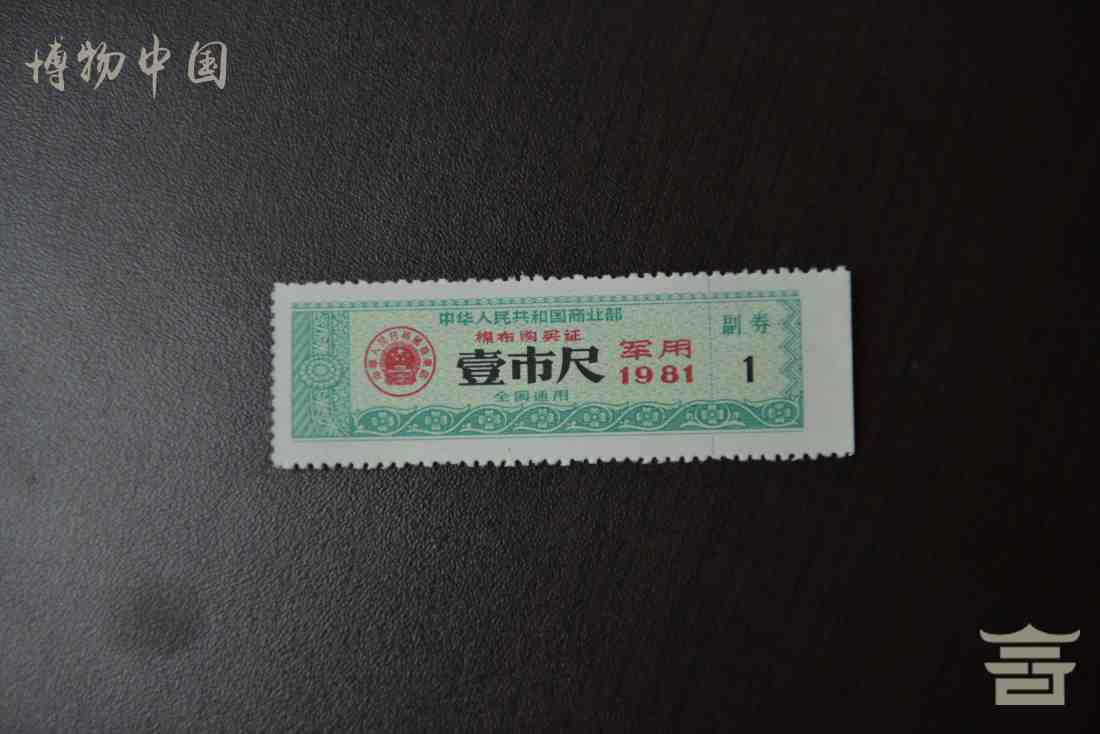 博物中国
中华人民共和国商业部
棉布购买证
壹市尺
全国通用
军用
1981
副券
1